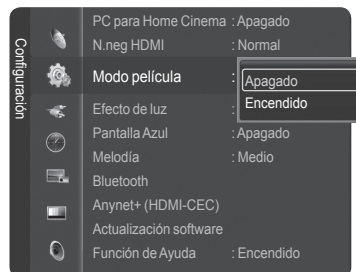 Configuración
PC para Home Cinema : Apagado
N.neg HDMI : Normal
Modo película :
Apagado
Encendido
Efecto de luz :
Pantalla Azul : Apagado
Melodía : Medio
Bluetooth
Anynet+ (HDMI-CEC)
Actualización software
Función de Ayuda : Encendido